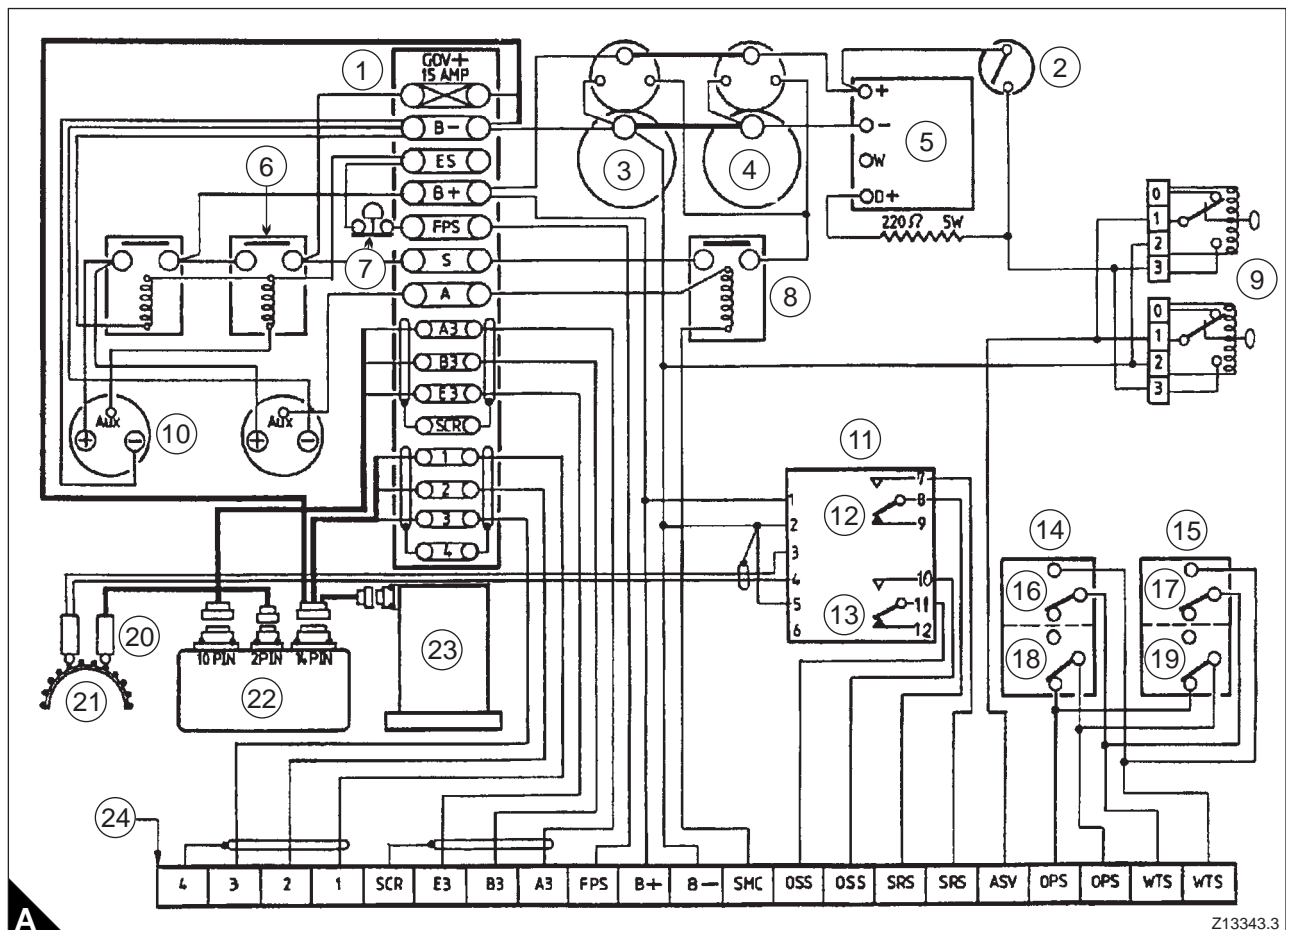 GOV+
15 AMP
1
2
B-
ES
3
4
5
+
-
W
D+
6
B+
220Ω 5W
0
1
2
3
FPS
7
S
8
9
A
0
1
2
3
A3
B3
E3
Aux
+
-
10
Aux
+
-
SCR
11
1
2
3
4
1
2
3
4
5
6
7
8
9
10
11
12
12
13
14
15
16
17
18
19
20
21
10 PIN
2PIN
14 PIN
22
23
24
4 3 2 1 SCR E3 B3 A3 FPS B+ B- SMC OSS OSS SRS SRS ASV OPS OPS WTS WTS
A
Z13343.3